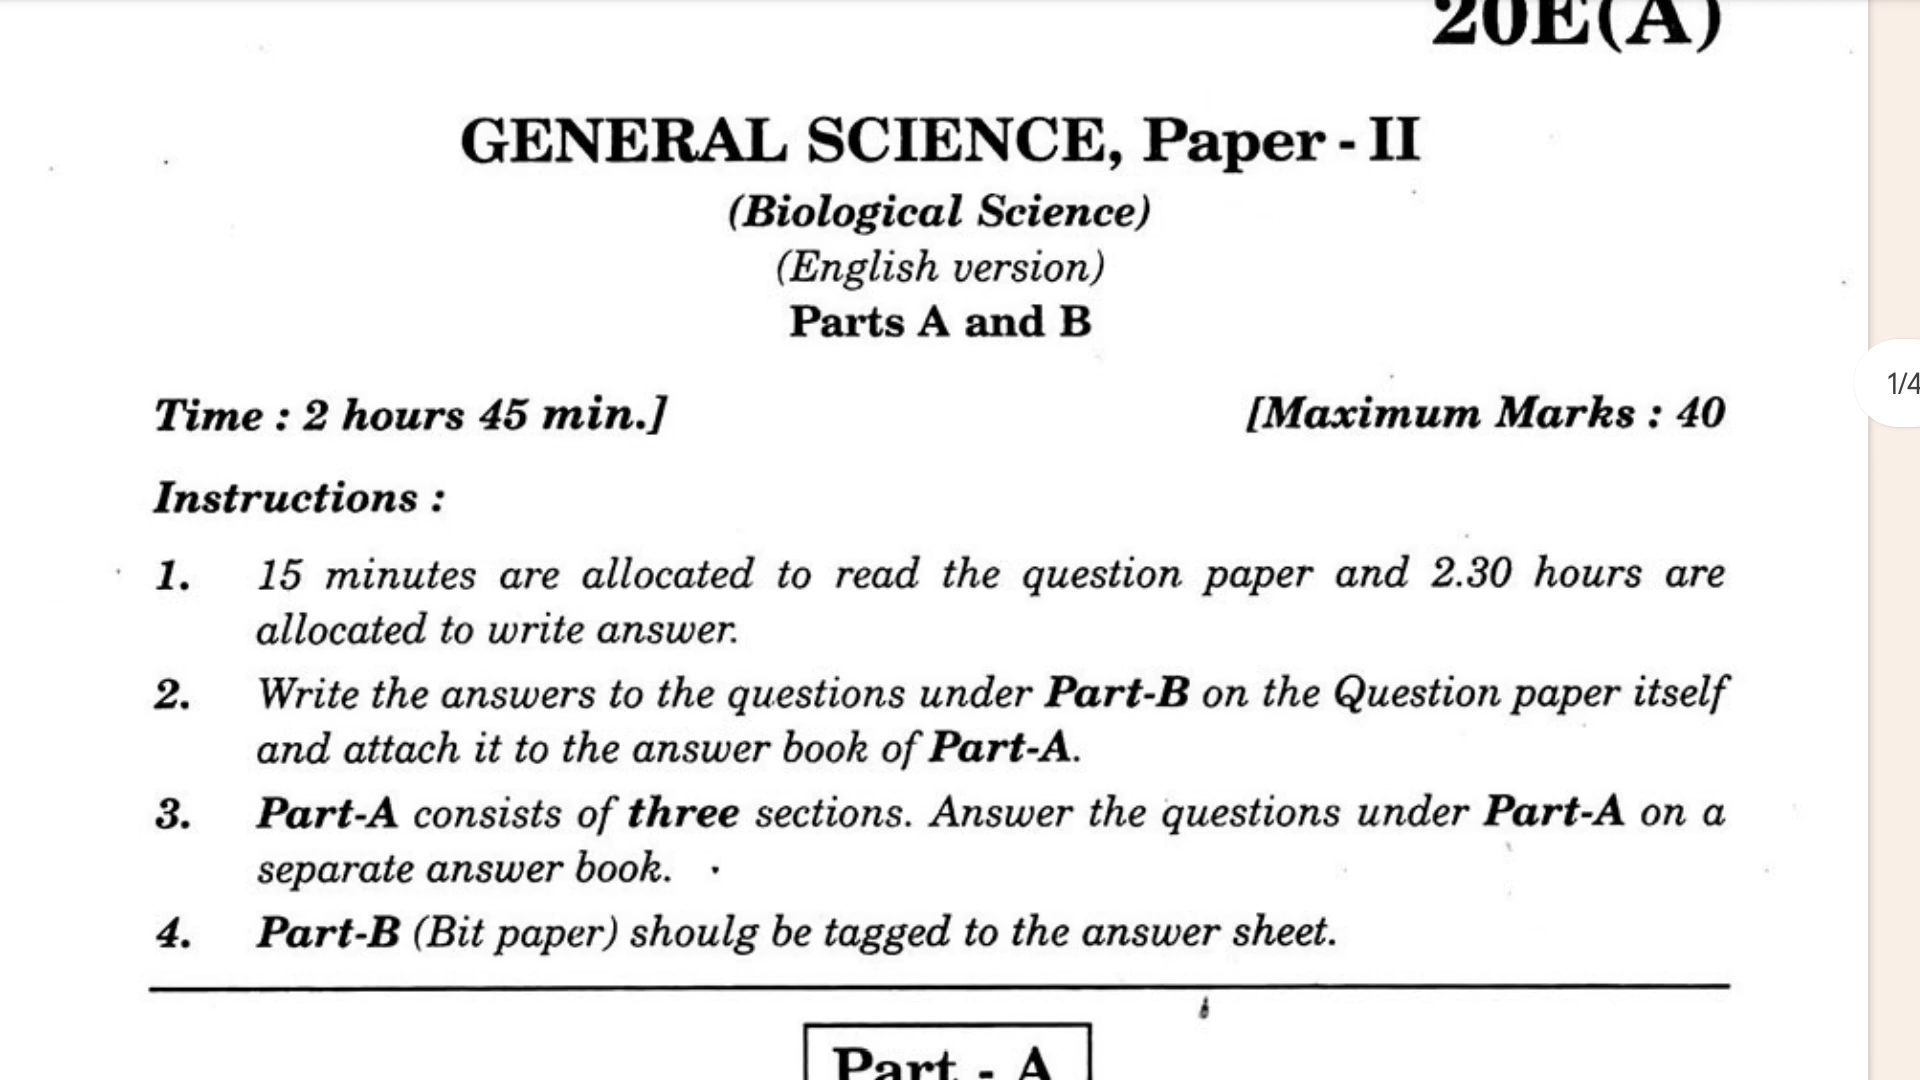 20E(A)
GENERAL SCIENCE, Paper - II
(Biological Science)
(English version)
Parts A and B
Time : 2 hours 45 min.] [Maximum Marks : 40
1/4
Instructions :
1. 15 minutes are allocated to read the question paper and 2.30 hours are
allocated to write answer.
2. Write the answers to the questions under Part-B on the Question paper itself
and attach it to the answer book of Part-A.
3. Part-A consists of three sections. Answer the questions under Part-A on a
separate answer book.
4. Part-B (Bit paper) shoulg be tagged to the answer sheet.
Part - A